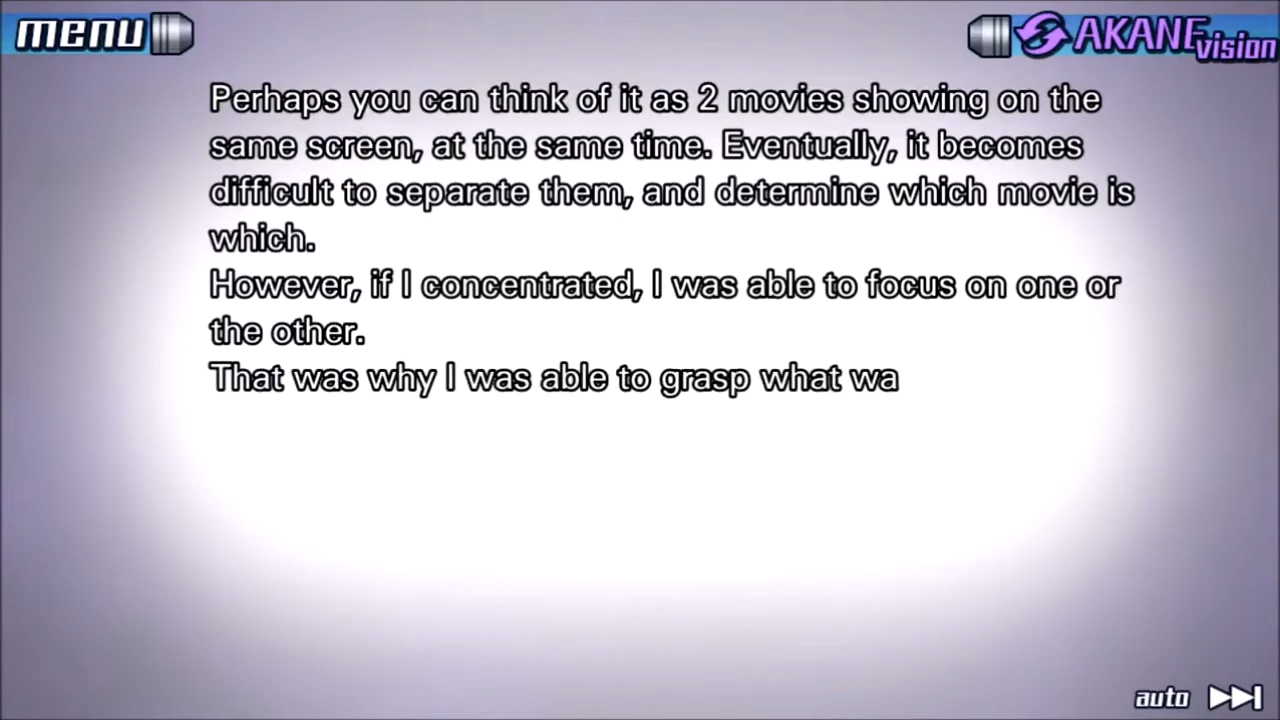 menu
AKANE vision
Perhaps you can think of it as 2 movies showing on the
same screen, at the same time. Eventually, it becomes
difficult to separate them, and determine which movie is
which.
However, if I concentrated, I was able to focus on one or
the other.
That was why I was able to grasp what wa
auto